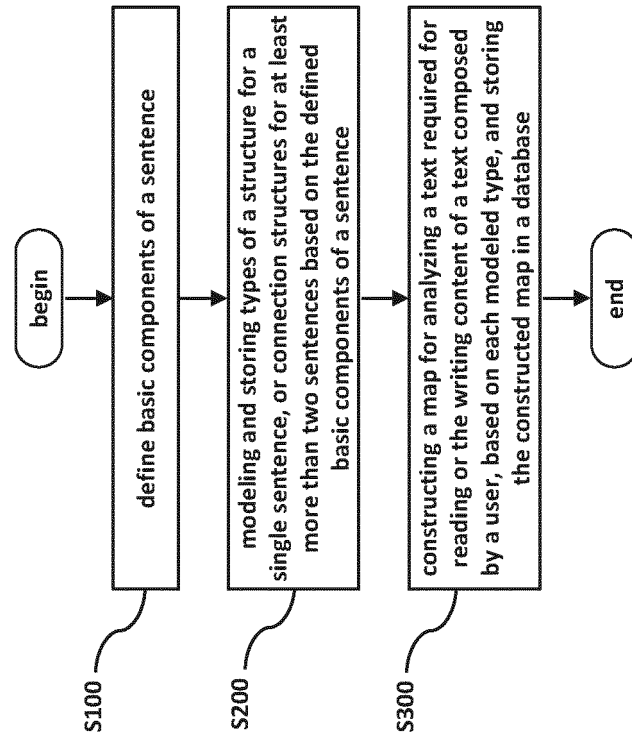 begin
S100
define basic components of a sentence
S200
modeling and storing types of a structure for a
single sentence, or connection structures for at least
more than two sentences based on the defined
basic components of a sentence
S300
constructing a map for analyzing a text required for
reading or the writing content of a text composed
by a user, based on each modeled type, and storing
the constructed map in a database
end